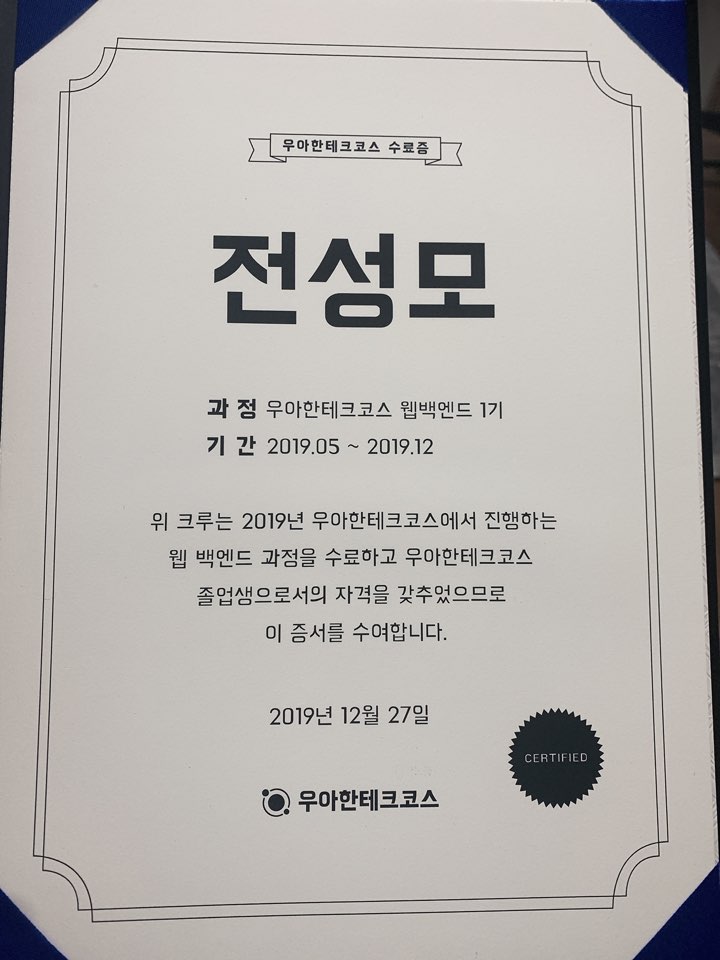 우아한테크코스 수료증
전성모
과 정 우아한테크코스 웹백엔드 1기
기 간 2019.05 ~ 2019.12
위 크루는 2019년 우아한테크코스에서 진행하는
웹 백엔드 과정을 수료하고 우아한테크코스
졸업생으로서의 자격을 갖추었으므로
이 증서를 수여합니다.
2019년 12월 27일
CERTIFIED
우아한테크코스